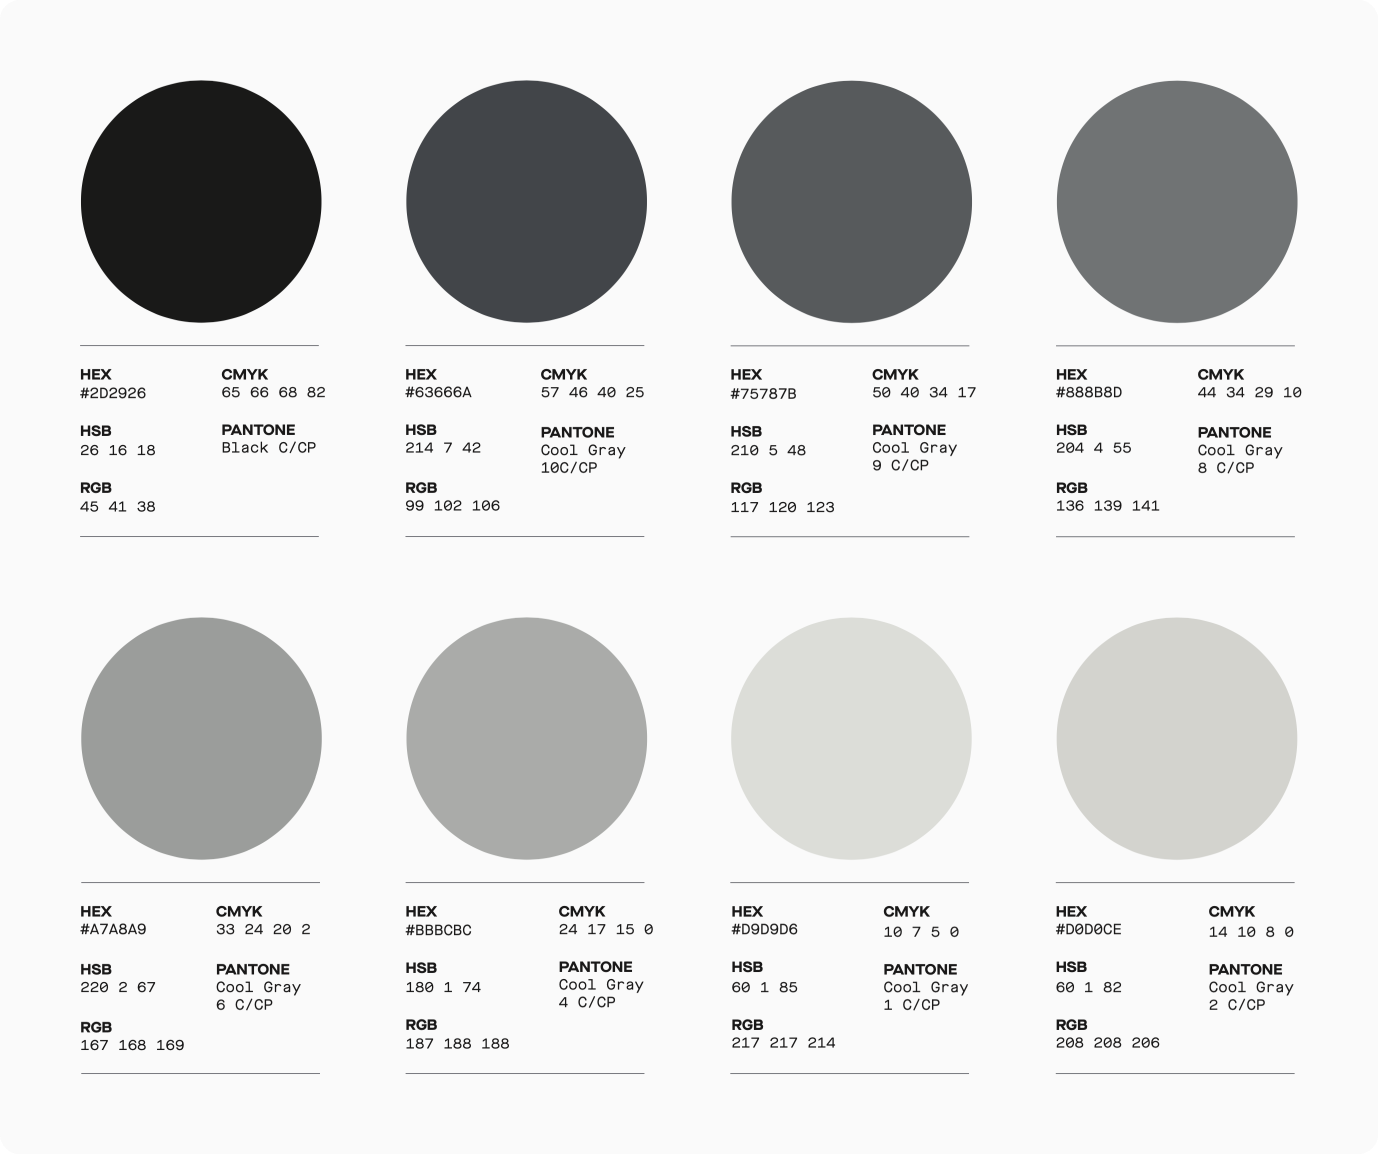 HEX
#2D2926
HSB
26 16 18
RGB
45 41 38
CMYK
65 66 68 82
PANTONE
Black C/CP
HEX
#63666A
HSB
214 7 42
RGB
99 102 106
CMYK
57 46 40 25
PANTONE
Cool Gray
10C/CP
HEX
#75787B
HSB
210 5 48
RGB
117 120 123
CMYK
50 40 34 17
PANTONE
Cool Gray
9 C/CP
HEX
#888B8D
HSB
204 4 55
RGB
136 139 141
CMYK
44 34 29 10
PANTONE
Cool Gray
8 C/CP
HEX
#A7A8A9
HSB
220 2 67
RGB
167 168 169
CMYK
33 24 20 2
PANTONE
Cool Gray
6 C/CP
HEX
#BBBCBC
HSB
180 1 74
RGB
187 188 188
CMYK
24 17 15 0
PANTONE
Cool Gray
4 C/CP
HEX
#D9D9D6
HSB
60 1 85
RGB
217 217 214
CMYK
10 7 5 0
PANTONE
Cool Gray
1 C/CP
HEX
#D0D0CE
HSB
60 1 82
RGB
208 208 206
CMYK
14 10 8 0
PANTONE
Cool Gray
2 C/CP